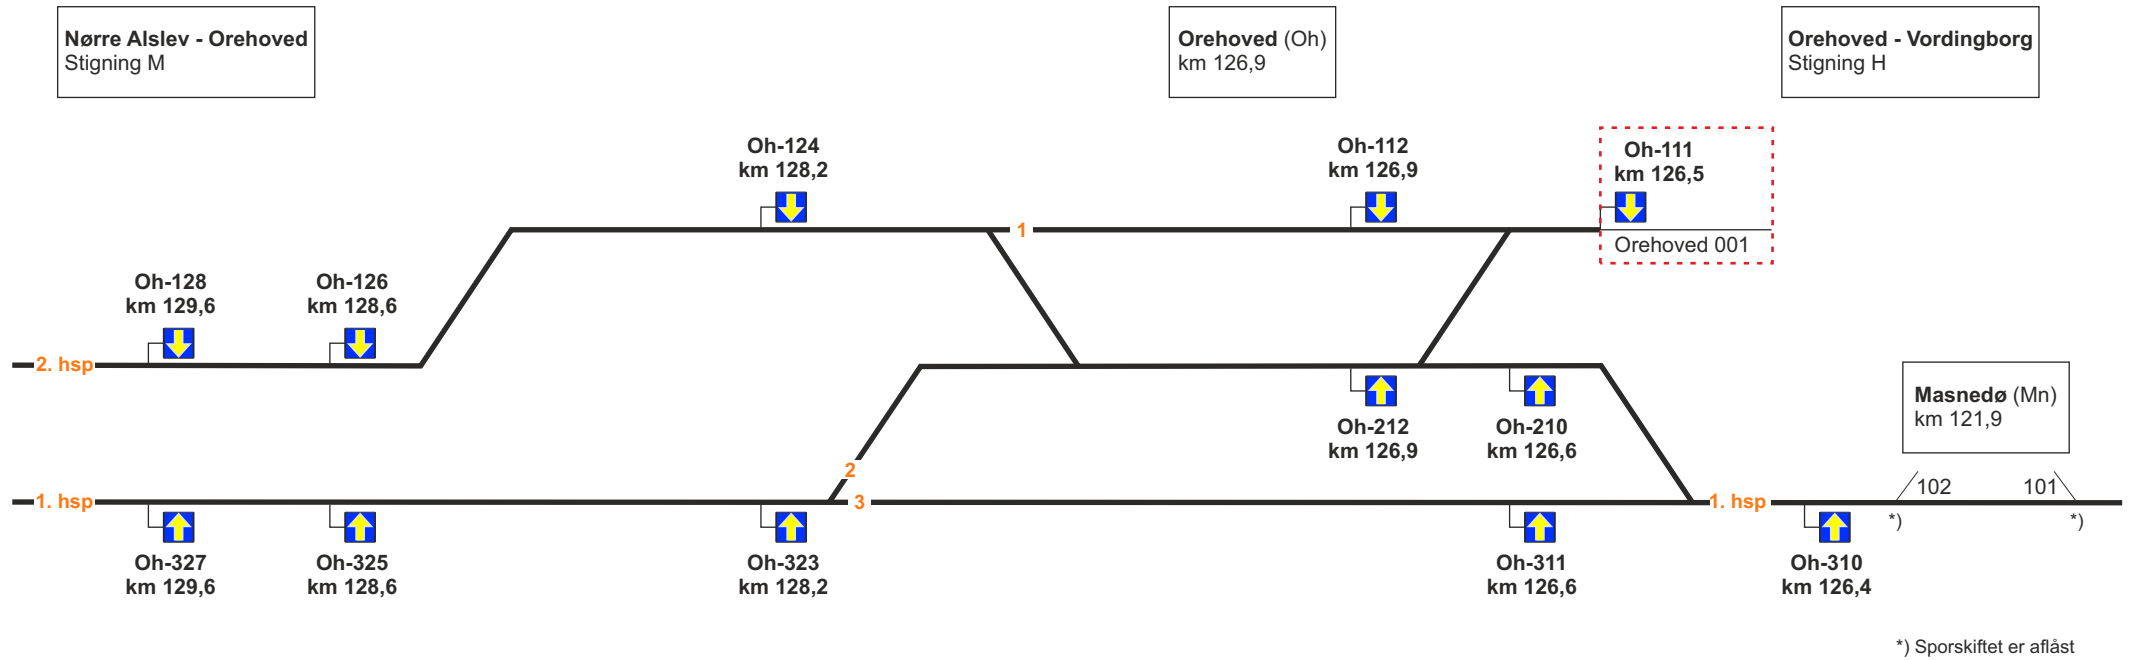 Nørre Alslev - Orehoved
Stigning M
Orehoved (Oh)
km 126,9
Orehoved - Vordingborg
Stigning H
Oh-124
km 128,2
Oh-112
km 126,9
Oh-111
km 126,5
1
Orehoved 001
Oh-128
km 129,6
Oh-126
km 128,6
2. hsp
Masnedø (Mn)
km 121,9
Oh-212
km 126,9
Oh-210
km 126,6
2
1. hsp
3
1. hsp
102
101
*)
*)
Oh-327
km 129,6
Oh-325
km 128,6
Oh-323
km 128,2
Oh-311
km 126,6
Oh-310
km 126,4
*) Sporskiftet er aflåst